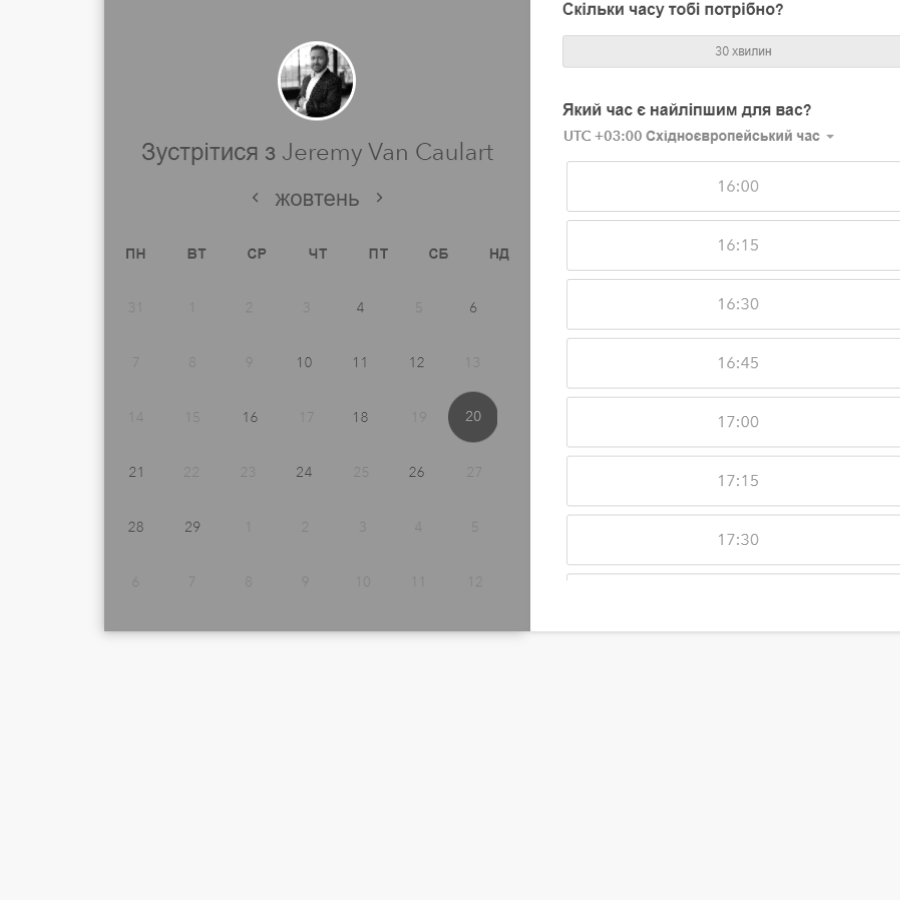 Зустрітися з Jeremy Van Caulart
жовтень
ПН ВТ СР ЧТ ПТ СБ НД
31 1 2 3 4 5 6
7 8 9 10 11 12 13
14 15 16 17 18 19 20
21 22 23 24 25 26 27
28 29 1 2 3 4 5
6 7 8 9 10 11 12
Скільки часу тобі потрібно?
30 хвилин
Який час є найліпшим для вас?
UTC +03:00 Східноєвропейський час
16:00
16:15
16:30
16:45
17:00
17:15
17:30